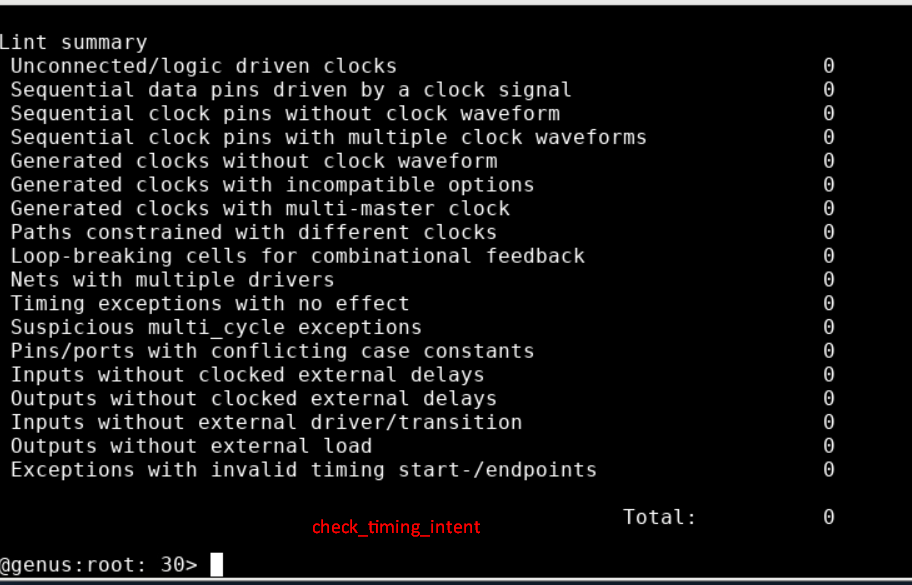 Lint summary
Unconnected/logic driven clocks 0
Sequential data pins driven by a clock signal 0
Sequential clock pins without clock waveform 0
Sequential clock pins with multiple clock waveforms 0
Generated clocks without clock waveform 0
Generated clocks with incompatible options 0
Generated clocks with multi-master clock 0
Paths constrained with different clocks 0
Loop-breaking cells for combinational feedback 0
Nets with multiple drivers 0
Timing exceptions with no effect 0
Suspicious multi_cycle exceptions 0
Pins/ports with conflicting case constants 0
Inputs without clocked external delays 0
Outputs without clocked external delays 0
Inputs without external driver/transition 0
Outputs without external load 0
Exceptions with invalid timing start-/endpoints 0
Total: 0
check_timing_intent
@genus:root: 30>